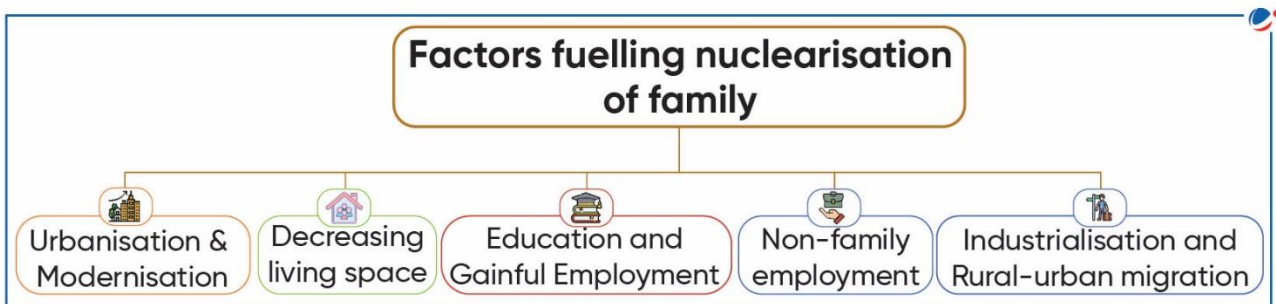 Factors fuelling nuclearisation
of family
Urbanisation &
Modernisation
Decreasing
living space
Education and
Gainful Employment
Non-family
employment
Industrialisation and
Rural-urban migration